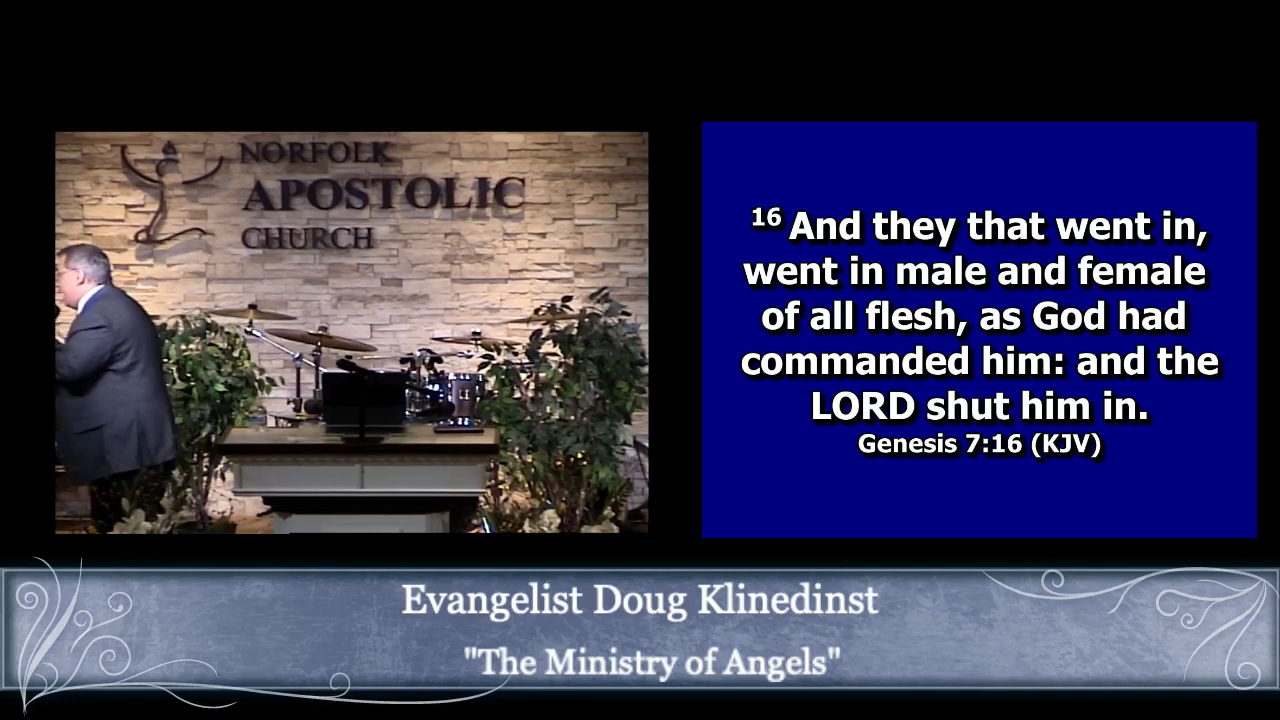 NORFOLK
APOSTOLIC
CHURCH
16 And they that went in,
went in male and female
of all flesh, as God had
commanded him: and the
LORD shut him in.
Genesis 7:16 (KJV)
Evangelist Doug Klinedinst
"The Ministry of Angels"